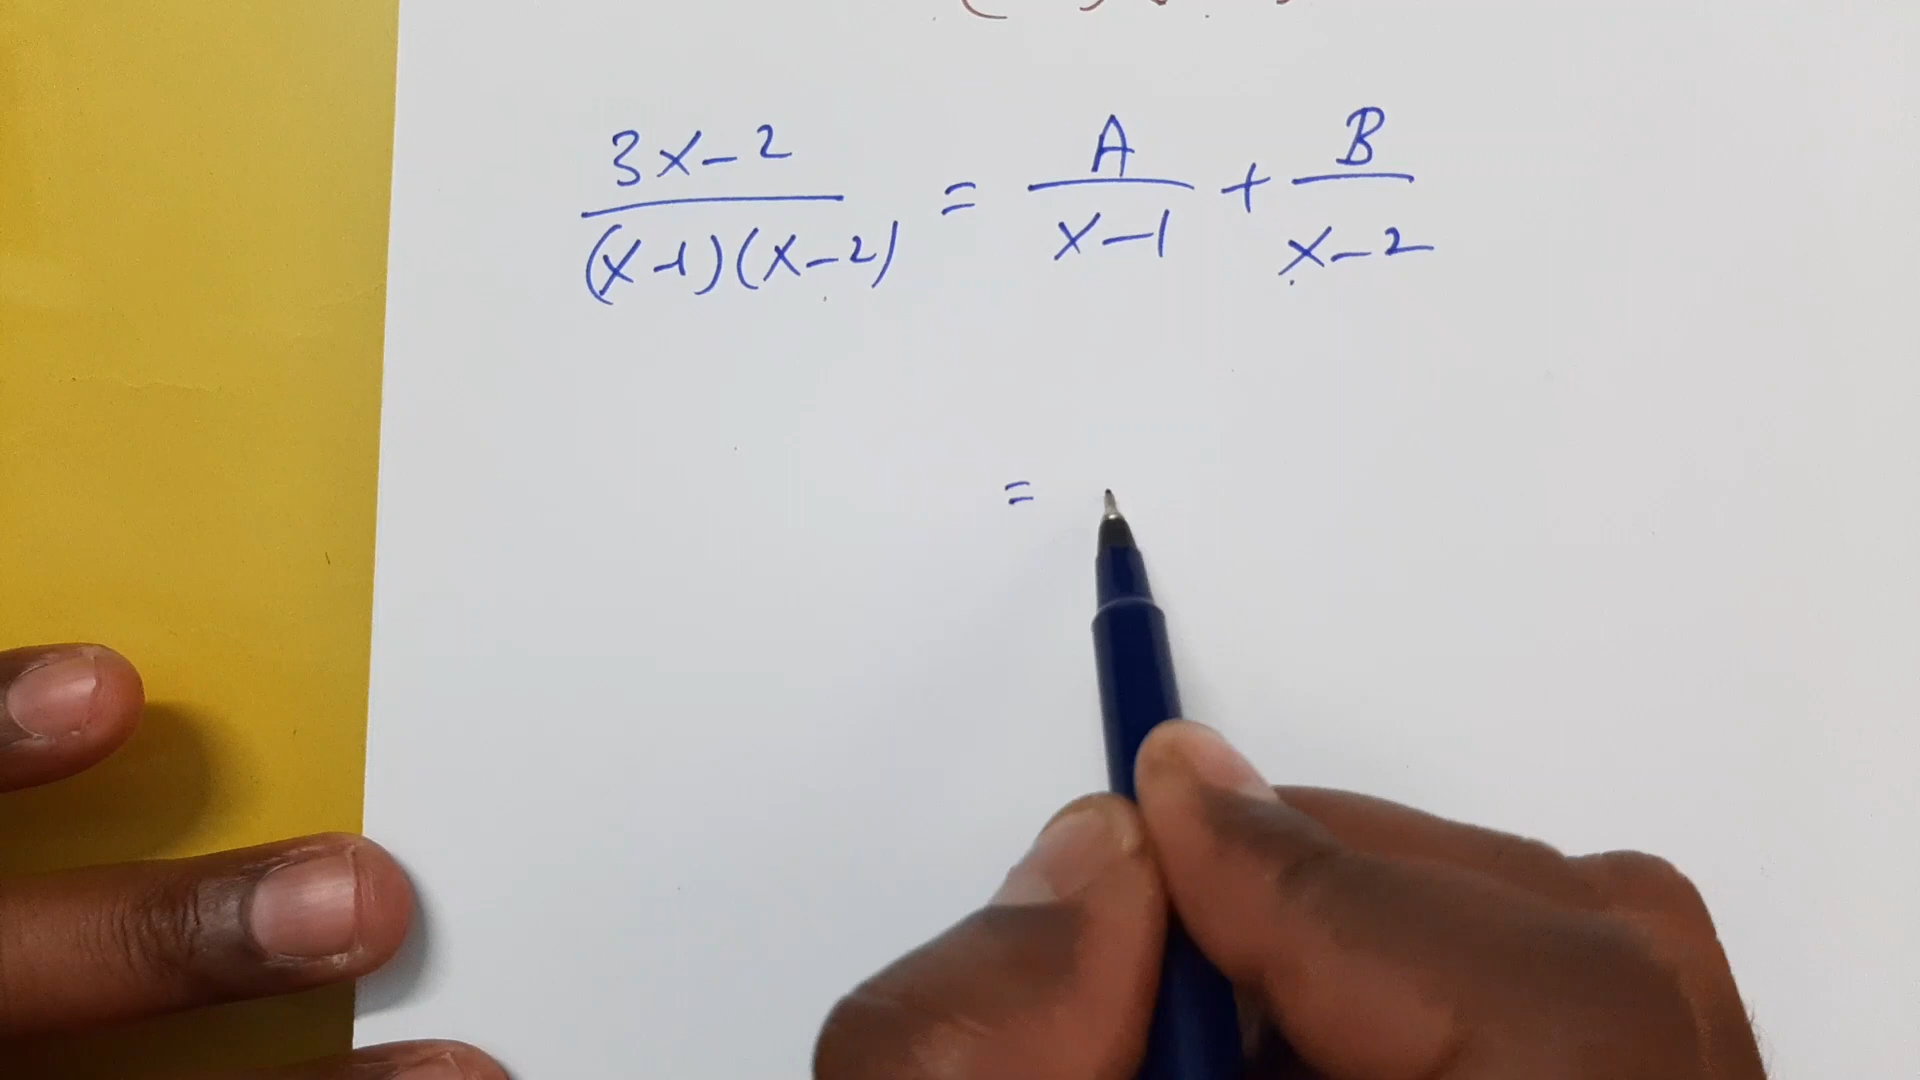 3x-2 / (x-1)(x-2) = A / x-1 + B / x-2
=